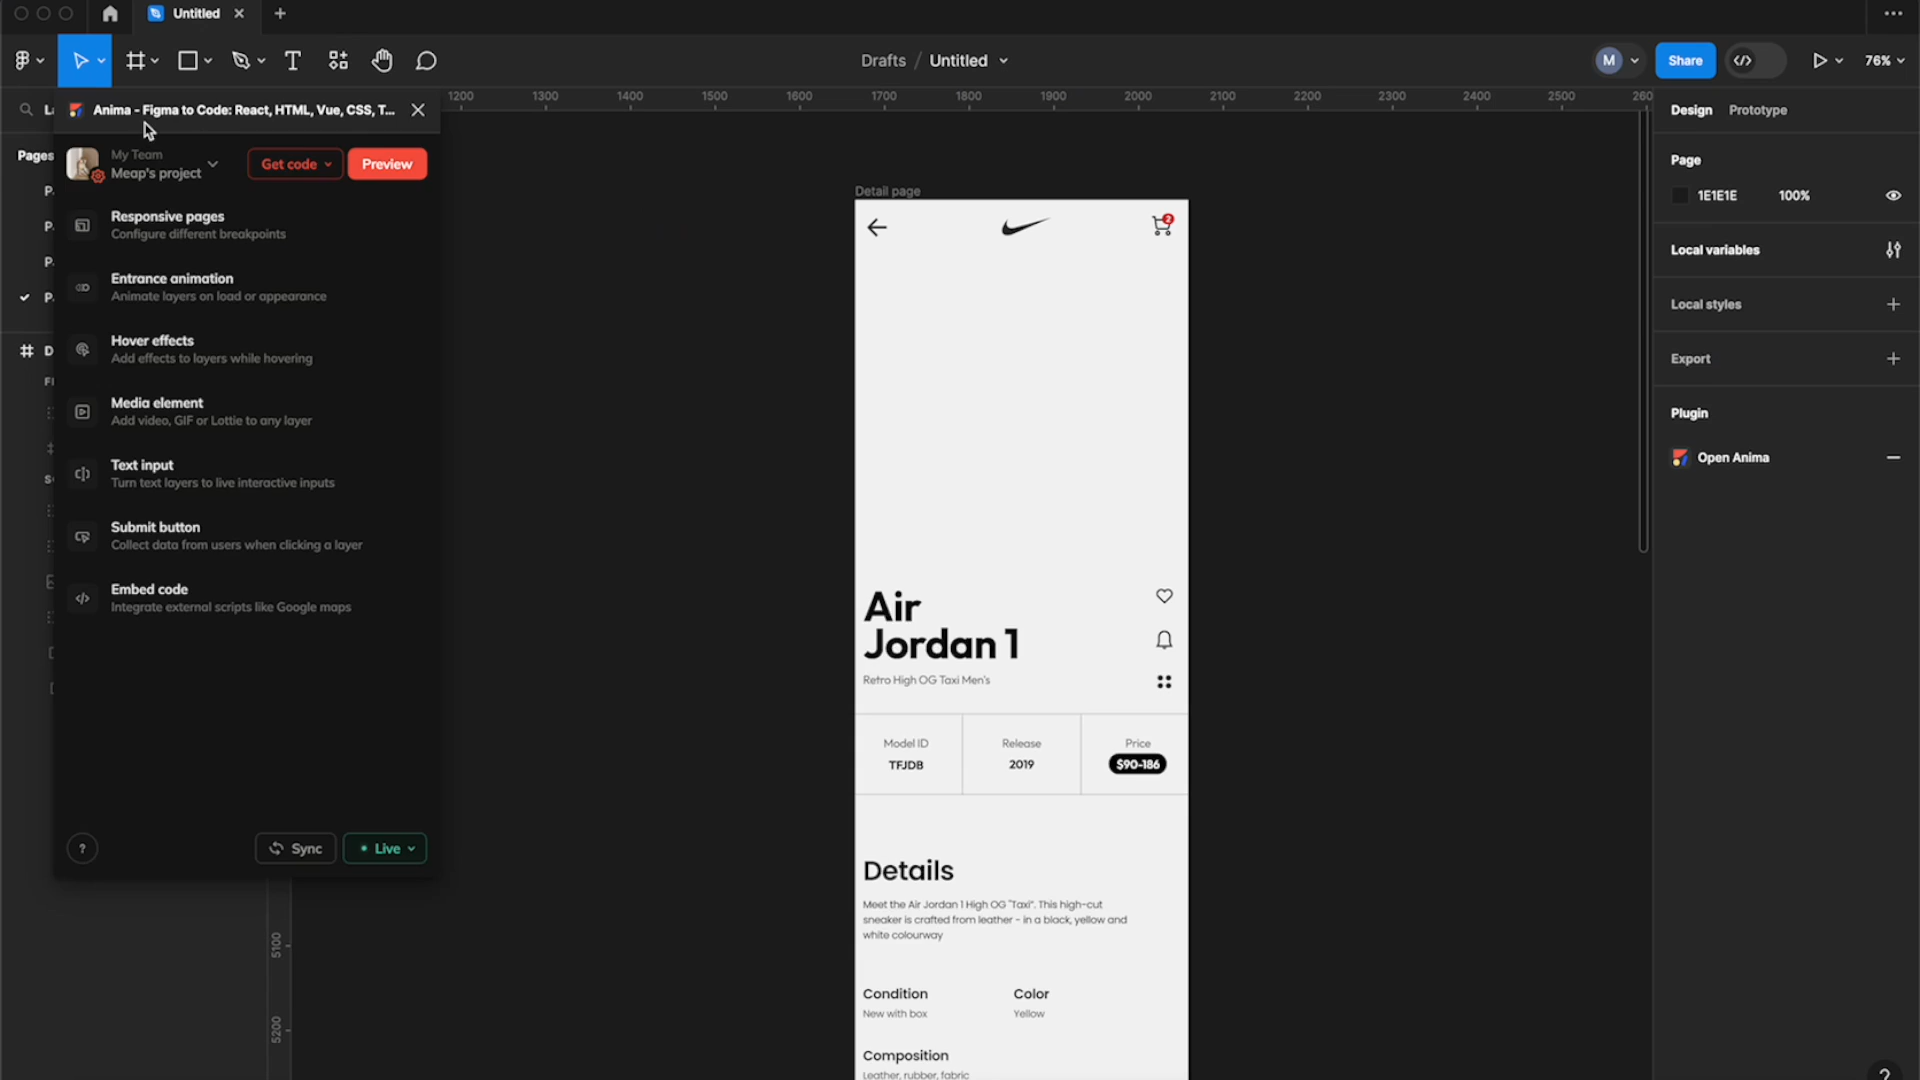 Untitled
Drafts / Untitled
M
Share
76%
Anima - Figma to Code: React, HTML, Vue, CSS, T...
1200 1300 1400 1500 1600 1700 1800 1900 2000 2100 2200 2300 2400 2500 260
Pages
My Team
Meap's project
Get code
Preview
Responsive pages
Configure different breakpoints
Entrance animation
Animate layers on load or appearance
Hover effects
Add effects to layers while hovering
Media element
Add video, GIF or Lottie to any layer
Text input
Turn text layers to live interactive inputs
Submit button
Collect data from users when clicking a layer
Embed code
Integrate external scripts like Google maps
?
Sync
Live
5100
5200
Detail page
2
Air
Jordan 1
Retro High OG Taxi Men's
Model ID
TFJDB
Release
2019
Price
$90-186
Details
Meet the Air Jordan 1 High OG "Taxi". This high-cut
sneaker is crafted from leather - in a black, yellow and
white colourway
Condition
New with box
Color
Yellow
Composition
Leather, rubber, fabric
Design
Prototype
Page
1E1E1E
100%
Local variables
Local styles
Export
Plugin
Open Anima
?